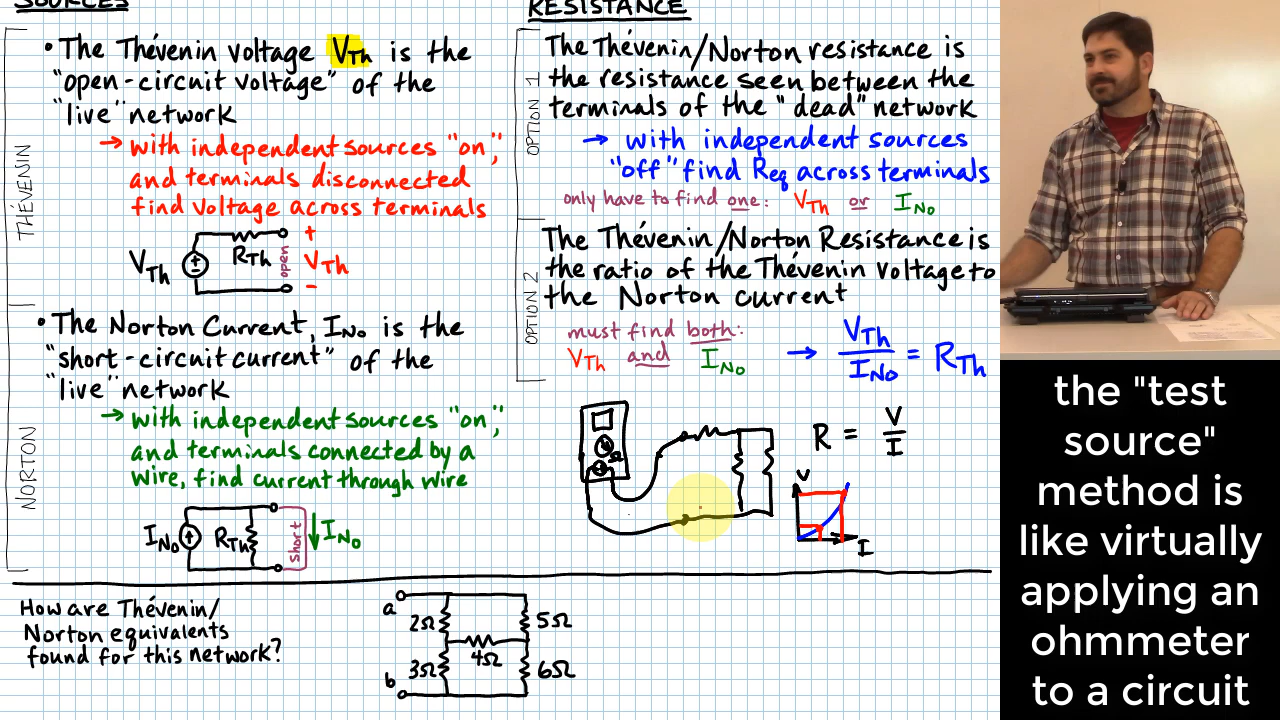 SOURCES
THÉVENIN
• The Thévenin voltage VTh is the
"open-circuit voltage" of the
"live" network
→ with independent sources "on",
and terminals disconnected
find voltage across terminals
VTh
RTh
open
+
VTh
-
NORTON
• The Norton Current, INo is the
"short-circuit current" of the
"live" network
→ with independent sources "on",
and terminals connected by a
wire, find current through wire
INo
RTh
short
INo
RESISTANCE
OPTION 1
The Thévenin/Norton resistance is
the resistance seen between the
terminals of the "dead" network
→ with independent sources
"off" find Req across terminals
only have to find one: VTh or INo
OPTION 2
The Thévenin/Norton Resistance is
the ratio of the Thévenin voltage to
the Norton current
must find both:
VTh and INo
→ VTh/INo = RTh
Ω
R = V/I
V
I
How are Thévenin/
Norton equivalents
found for this network?
a
2Ω
5Ω
4Ω
3Ω
6Ω
b
the "test
source"
method is
like virtually
applying an
ohmmeter
to a circuit